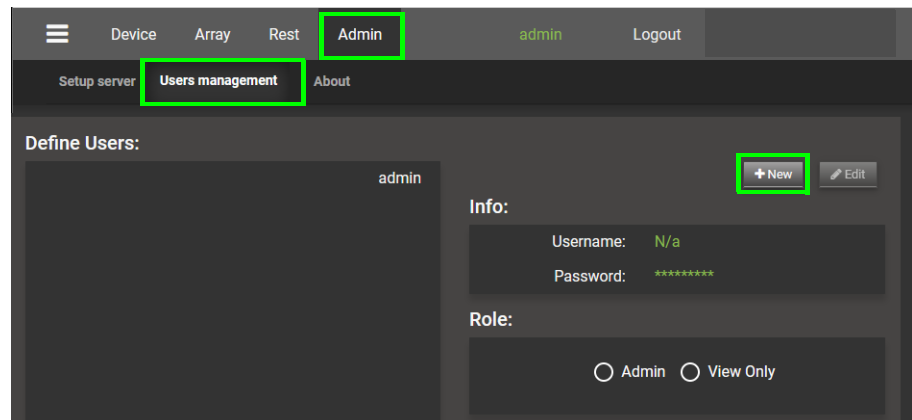 Device Array Rest Admin admin Logout
Setup server Users management About
Define Users:
admin
+ New Edit
Info:
Username: N/a
Password: *********
Role:
Admin View Only